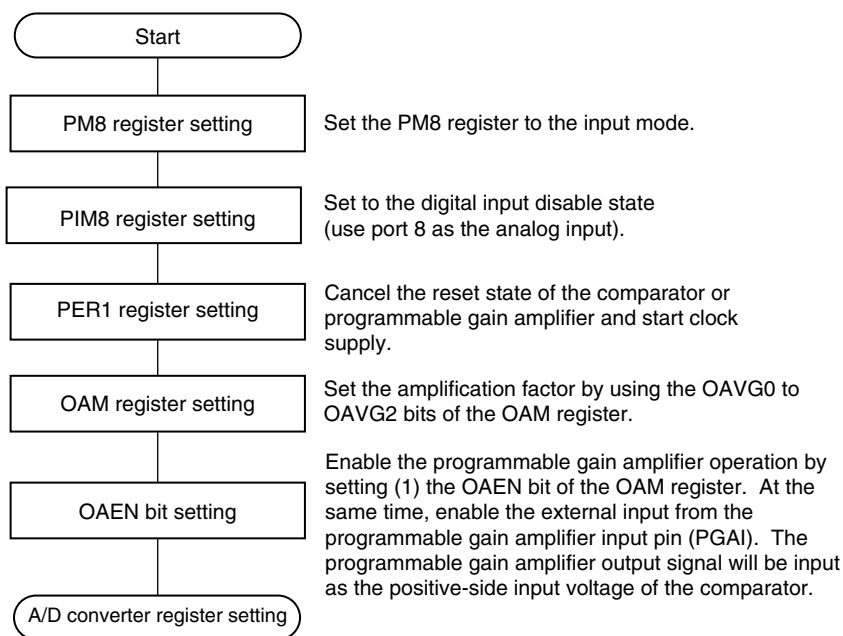 Start
PM8 register setting
Set the PM8 register to the input mode.
PIM8 register setting
Set to the digital input disable state
(use port 8 as the analog input).
PER1 register setting
Cancel the reset state of the comparator or
programmable gain amplifier and start clock
supply.
OAM register setting
Set the amplification factor by using the OAVG0 to
OAVG2 bits of the OAM register.
OAEN bit setting
Enable the programmable gain amplifier operation by
setting (1) the OAEN bit of the OAM register.  At the
same time, enable the external input from the
programmable gain amplifier input pin (PGAI).  The
programmable gain amplifier output signal will be input
as the positive-side input voltage of the comparator.
A/D converter register setting